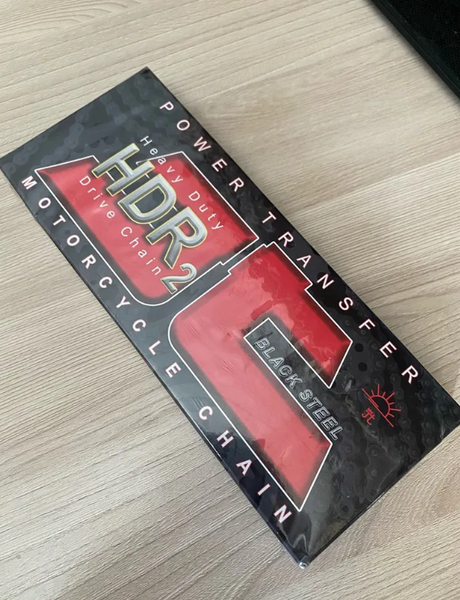 POWER TRANSFER
Heavy Duty
HDR2
Drive Chain
BLACK STEEL
MOTORCYCLE CHAIN